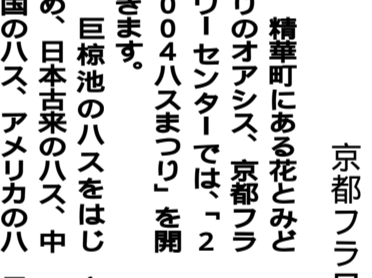 京都フラ
精華町にある花とみど
りのオアシス、京都フラ
ワーセンターでは、「2
004ハスまつり」を開
きます。
巨椋池のハスをはじ
め、日本古来のハス、中
国のハス、アメリカのハ